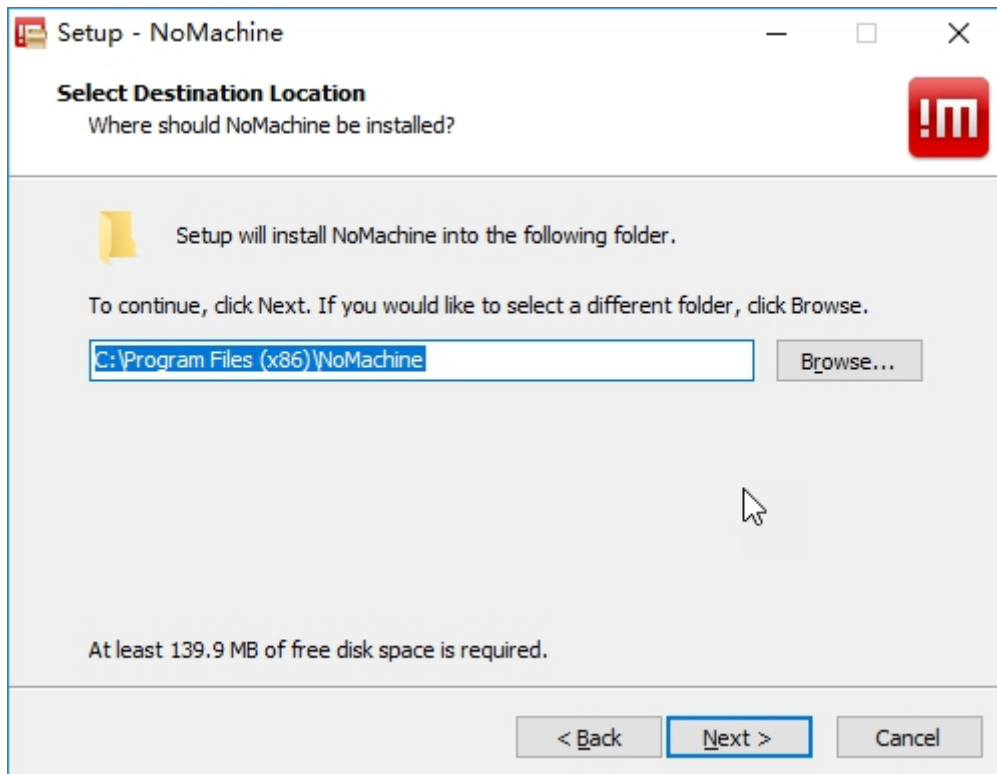 Setup - NoMachine
Select Destination Location
Where should NoMachine be installed?
!m
Setup will install NoMachine into the following folder.
To continue, click Next. If you would like to select a different folder, click Browse.
C:\Program Files (x86)\NoMachine
Browse...
At least 139.9 MB of free disk space is required.
< Back
Next >
Cancel